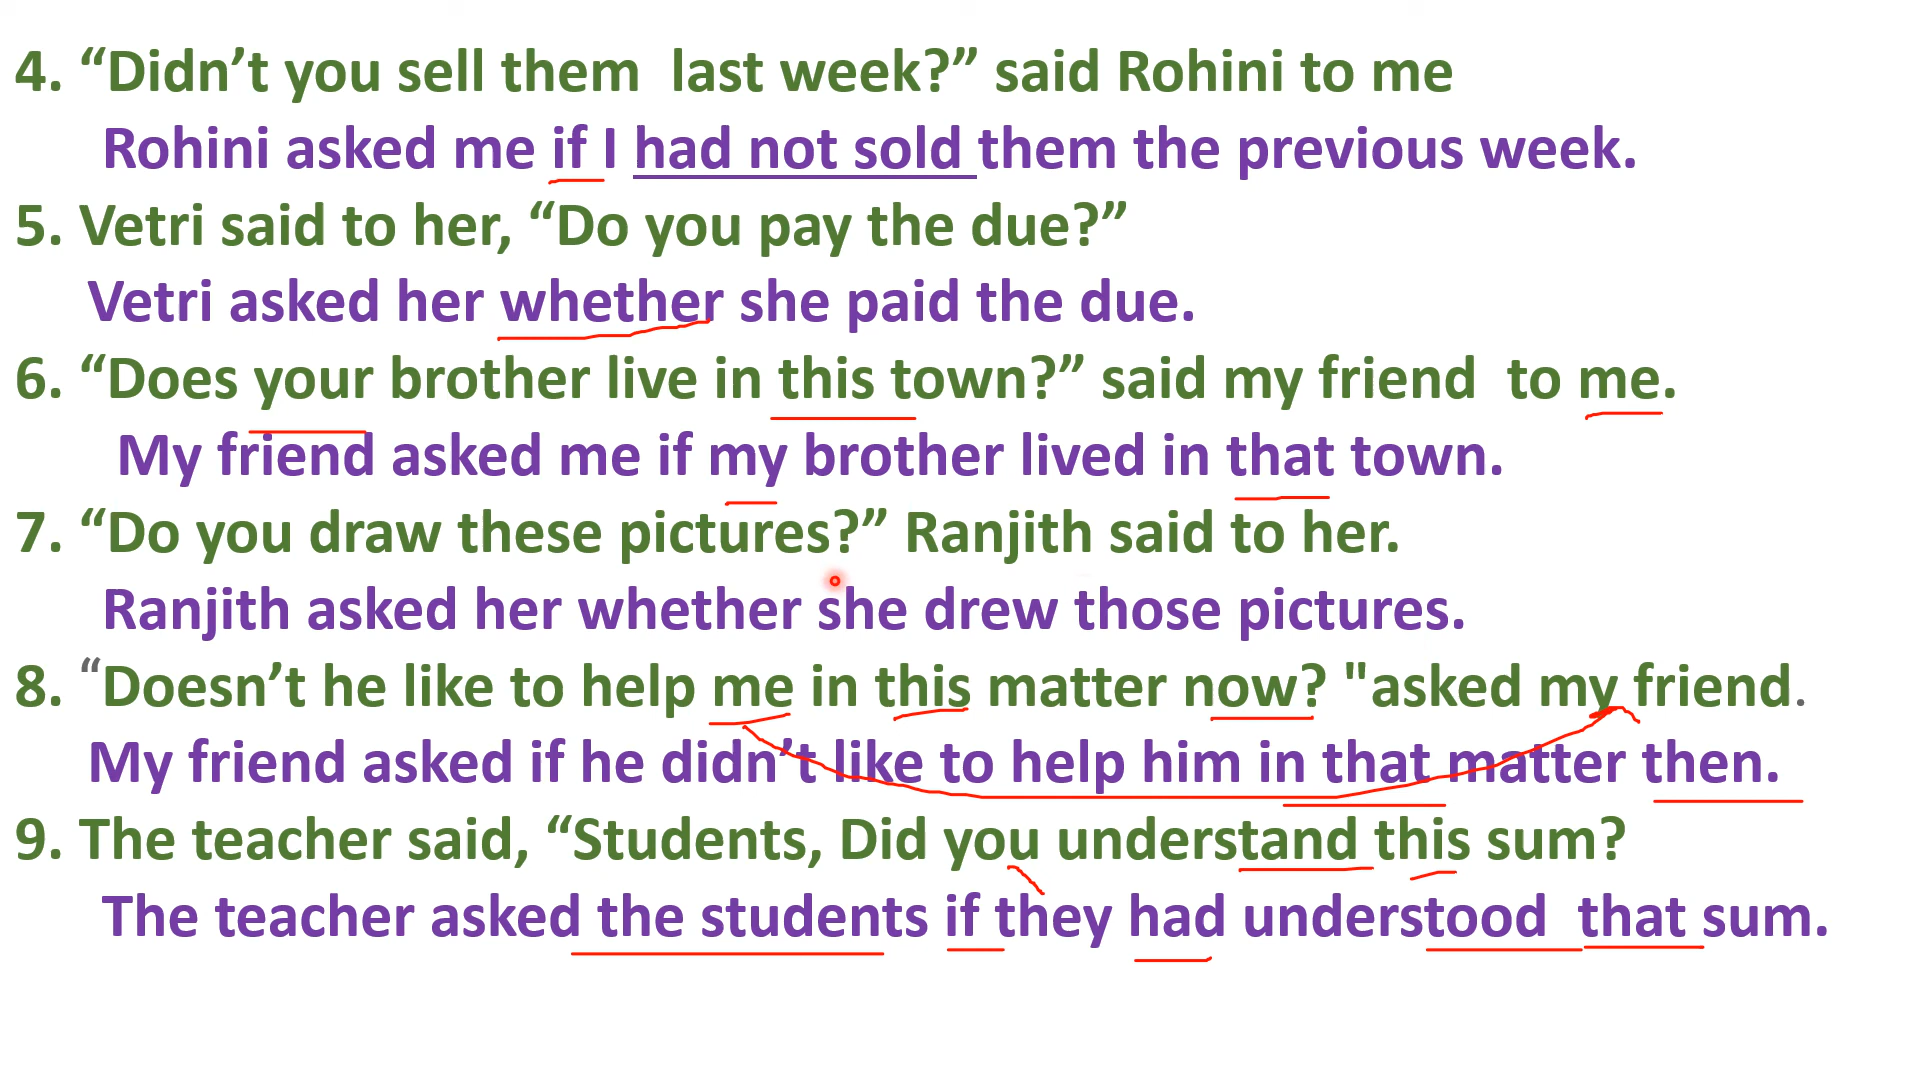 4. “Didn’t you sell them last week?” said Rohini to me
Rohini asked me if I had not sold them the previous week.
5. Vetri said to her, “Do you pay the due?”
Vetri asked her whether she paid the due.
6. “Does your brother live in this town?” said my friend to me.
My friend asked me if my brother lived in that town.
7. “Do you draw these pictures?” Ranjith said to her.
Ranjith asked her whether she drew those pictures.
8. “Doesn’t he like to help me in this matter now? "asked my friend.
My friend asked if he didn’t like to help him in that matter then.
9. The teacher said, “Students, Did you understand this sum?
The teacher asked the students if they had understood that sum.